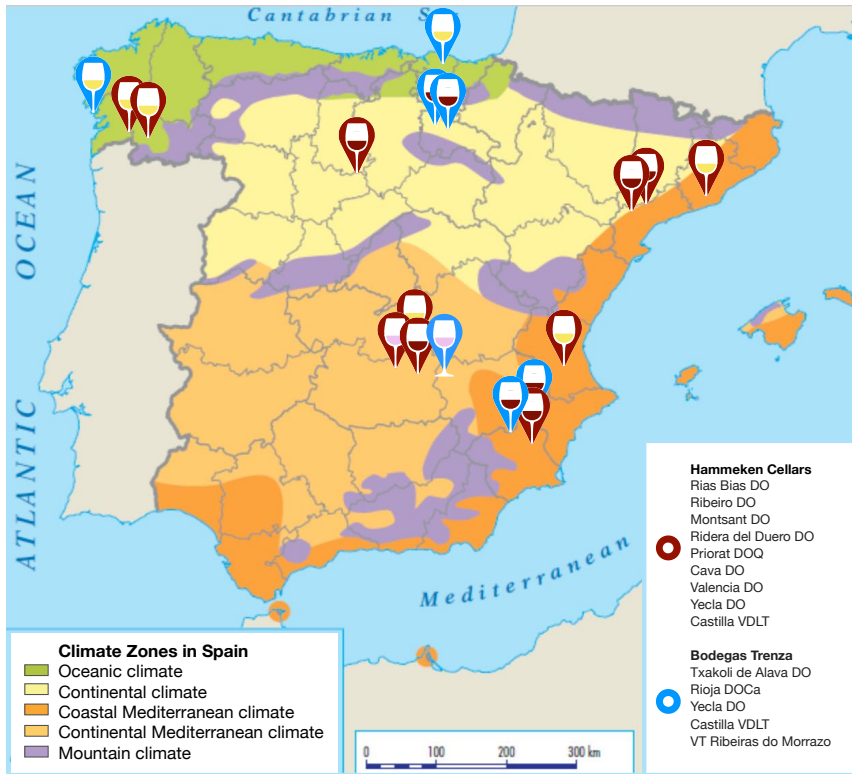 Cantabrian S
ATLANTIC OCEAN
Mediterranean
Hammeken Cellars
Rias Bias DO
Ribeiro DO
Montsant DO
Ridera del Duero DO
Priorat DOQ
Cava DO
Valencia DO
Yecla DO
Castilla VDLT
Bodegas Trenza
Txakoli de Alava DO
Rioja DOCa
Yecla DO
Castilla VDLT
VT Ribeiras do Morrazo
Climate Zones in Spain
Oceanic climate
Continental climate
Coastal Mediterranean climate
Continental Mediterranean climate
Mountain climate
0 100 200 300 km